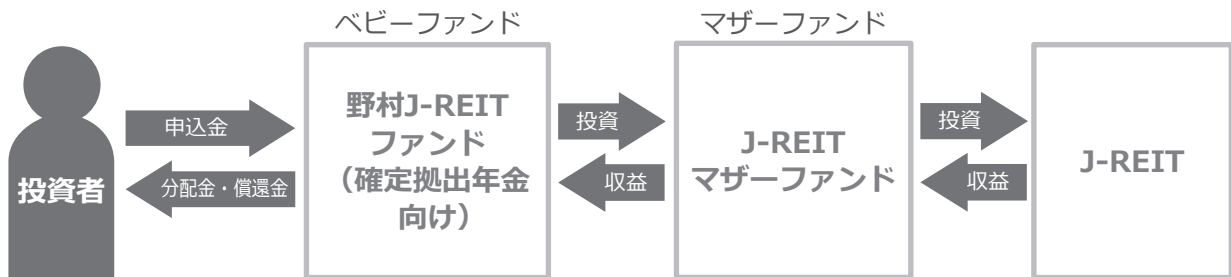 ベビーファンド
マザーファンド
投資者
申込金
分配金・償還金
野村J-REIT
ファンド
（確定拠出年金
向け）
投資
収益
J-REIT
マザーファンド
投資
収益
J-REIT